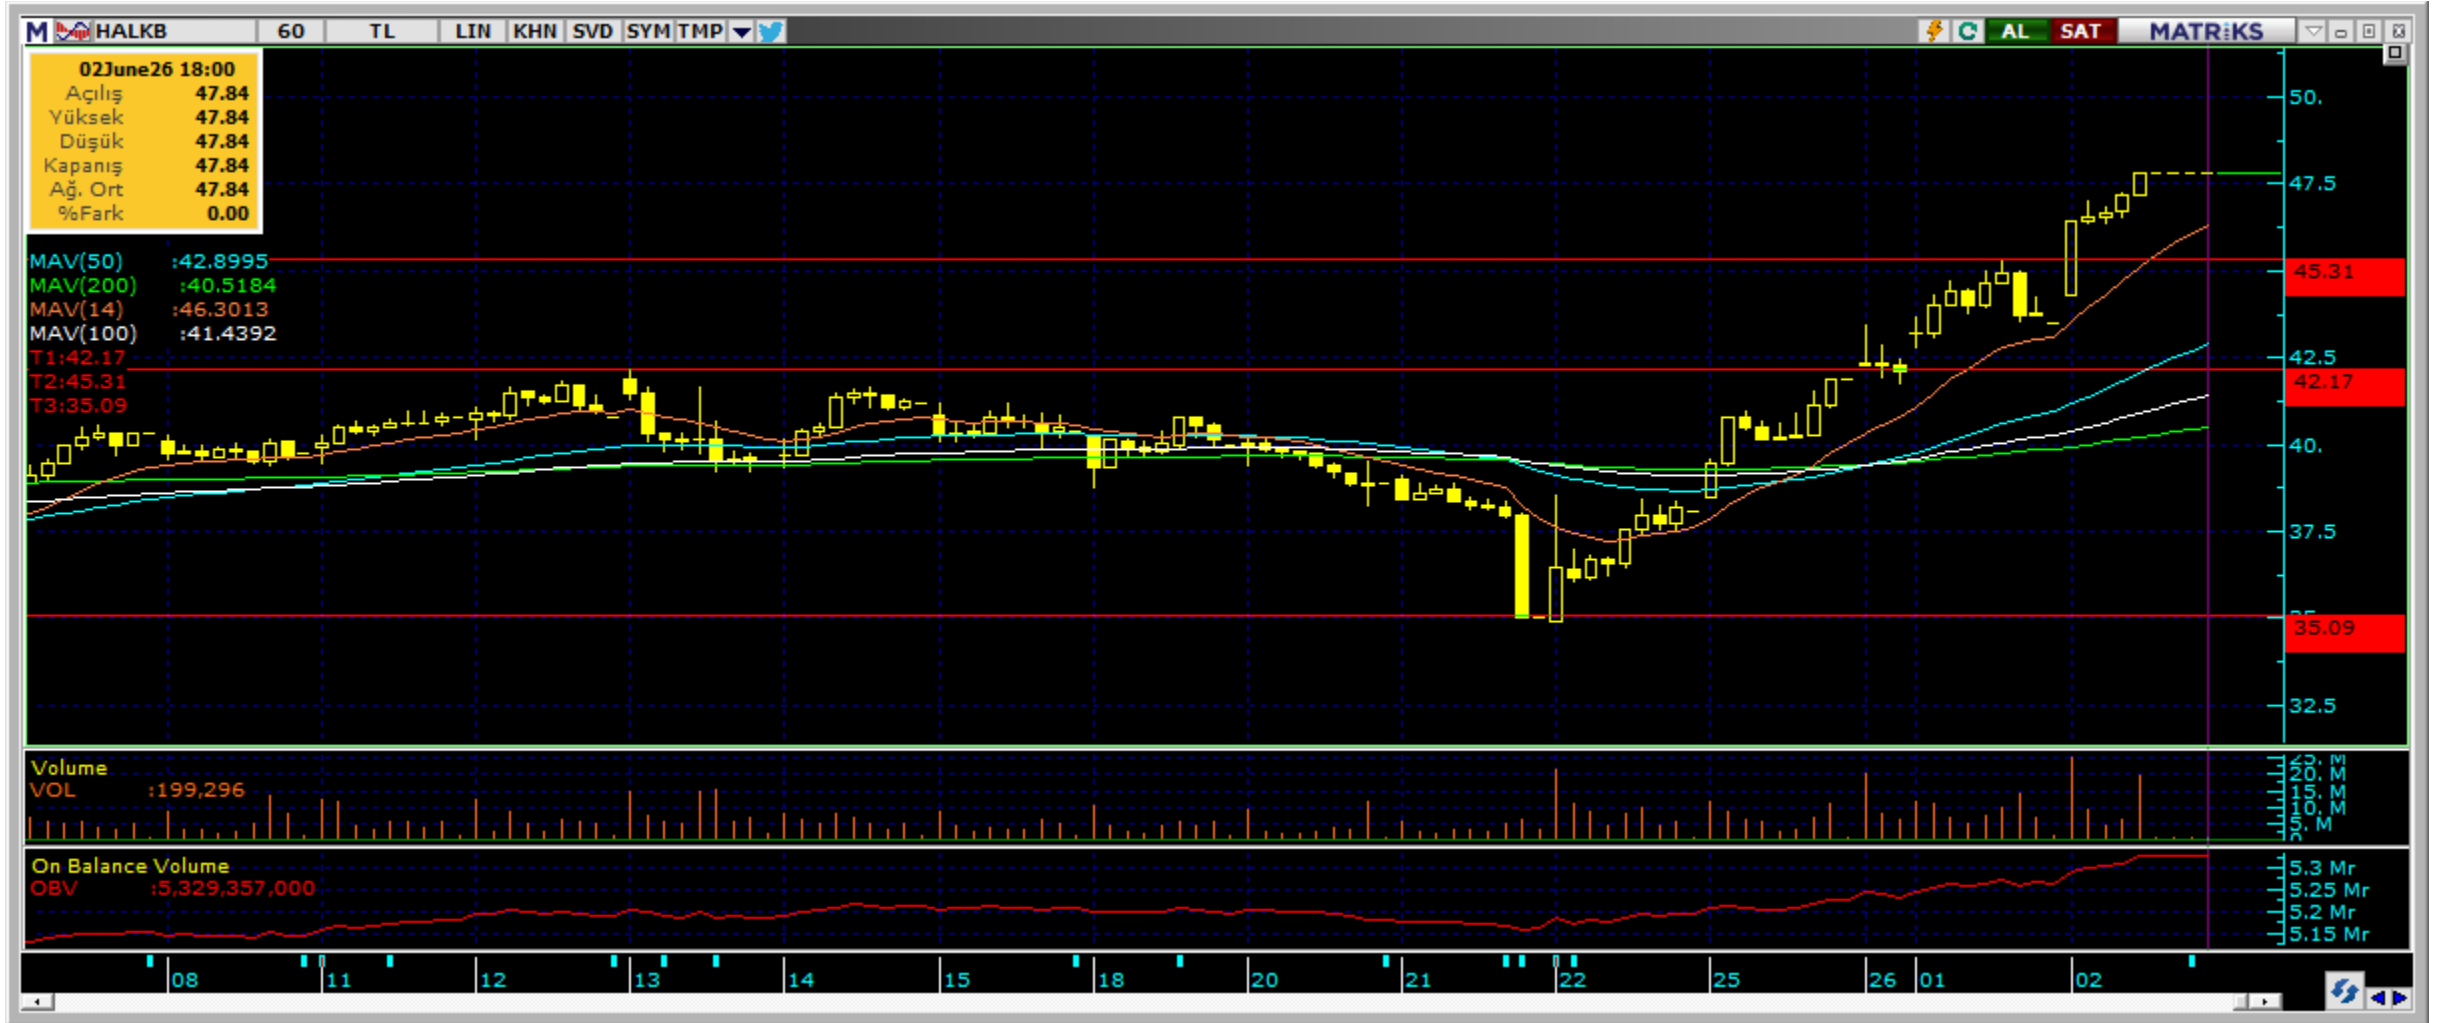 M HALKB 60 TL LIN KHN SVD SYM TMP AL SAT MATRiKS
02June26 18:00
Açılış 47.84
Yüksek 47.84
Düşük 47.84
Kapanış 47.84
Ağ. Ort 47.84
%Fark 0.00
MAV(50) :42.8995
MAV(200) :40.5184
MAV(14) :46.3013
MAV(100) :41.4392
T1:42.17
T2:45.31
T3:35.09
50.
47.5
45.31
42.5
42.17
40.
37.5
35.09
32.5
Volume
VOL :199,296
25. M
20. M
15. M
10. M
5. M
0
On Balance Volume
OBV :5,329,357,000
5.3 Mr
5.25 Mr
5.2 Mr
5.15 Mr
08 11 12 13 14 15 18 20 21 22 25 26 01 02